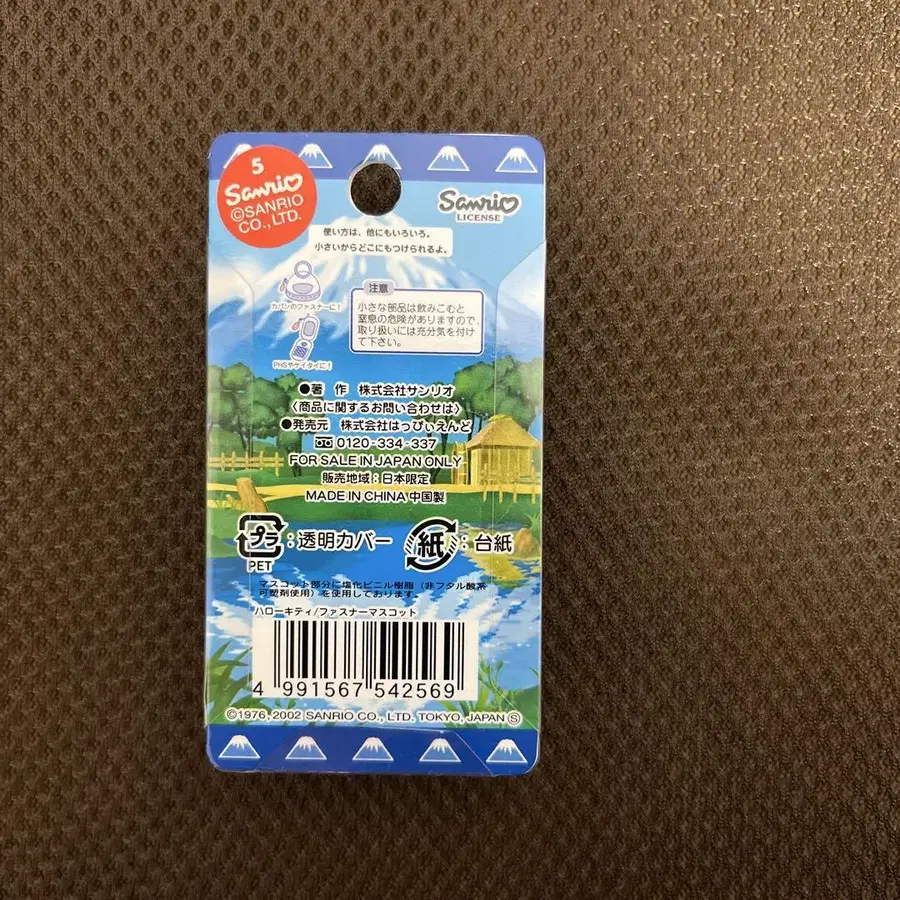 5
Sanrio
©SANRIO
CO.,LTD.
Sanrio
LICENSE
使い方は、他にもいろいろ。
小さいからどこにもつけられるよ。
カバンのファスナーに!
PHSやケイタイに!
注意
小さな部品は飲みこむと
窒息の危険がありますので、
取り扱いには充分気を付け
て下さい。
●著 作 株式会社サンリオ
〈商品に関するお問い合わせは〉
●発売元 株式会社はっぴぃえんど
0120-334-337
FOR SALE IN JAPAN ONLY
販売地域:日本限定
MADE IN CHINA 中国製
プラ:透明カバー 紙:台紙
PET
マスコット部分に塩化ビニル樹脂(非フタル酸系
可塑剤使用)を使用しております。
ハローキティ/ファスナーマスコット
4 991567 542569
©1976, 2002 SANRIO CO., LTD. TOKYO, JAPAN Ⓢ